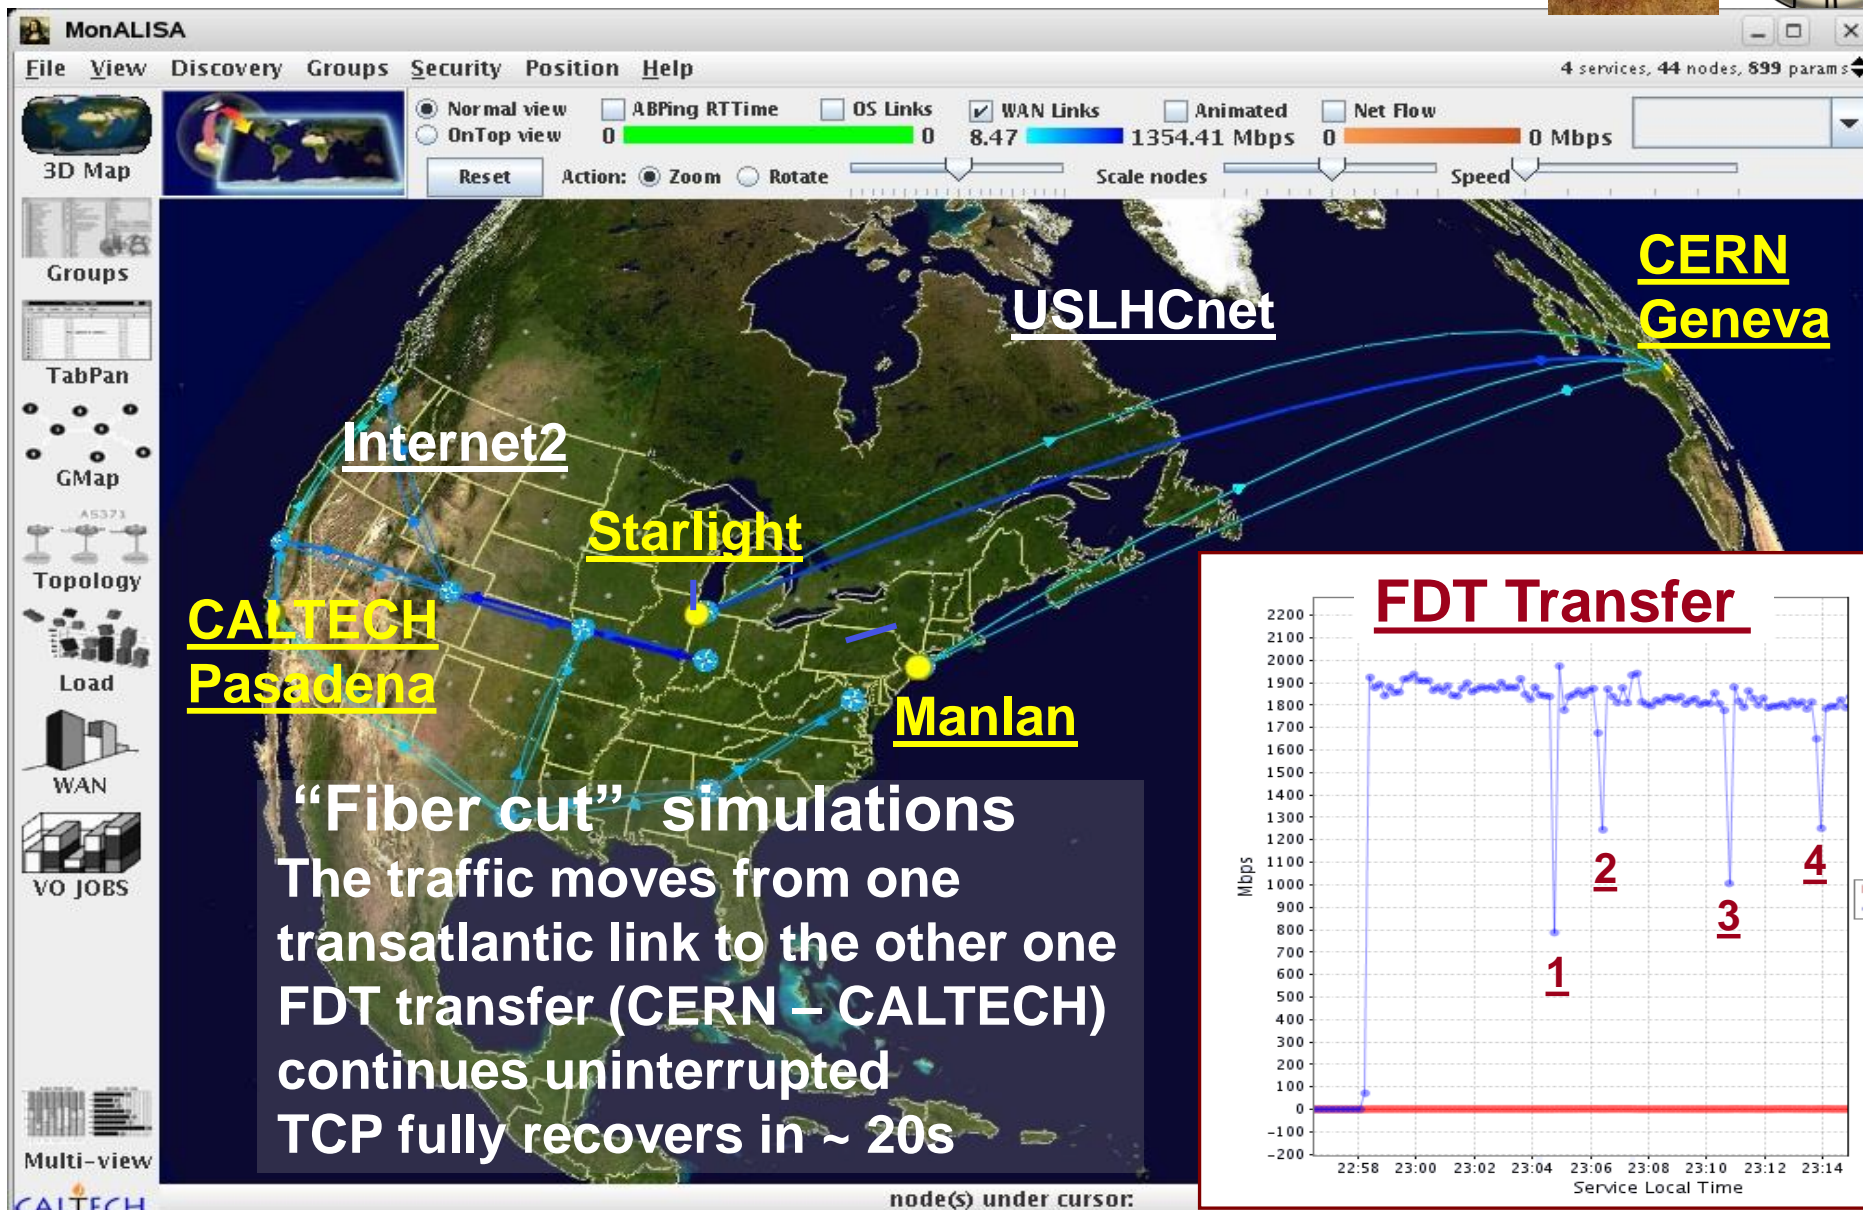 MonALISA
File View Discovery Groups Security Position Help
4 services, 44 nodes, 899 params
Normal view
ABPing RTTime
OS Links
WAN Links
Animated
Net Flow
OnTop view
0 0
8.47 1354.41 Mbps
0 0 Mbps
Reset
Action: Zoom Rotate
Scale nodes
Speed
3D Map
Groups
TabPan
GMap
AS371
Topology
Load
WAN
VO JOBS
Multi-view
CALTECH
CERN
Geneva
USLHCnet
Internet2
Starlight
CALTECH
Pasadena
Manlan
“Fiber cut” simulations
The traffic moves from one
transatlantic link to the other one
FDT transfer (CERN – CALTECH)
continues uninterrupted
TCP fully recovers in ~ 20s
node(s) under cursor:
FDT Transfer
2200
2100
2000
1900
1800
1700
1600
1500
1400
1300
1200
1100
1000
900
800
700
600
500
400
300
200
100
0
-100
-200
Mbps
1
2
3
4
22:58 23:00 23:02 23:04 23:06 23:08 23:10 23:12 23:14
Service Local Time